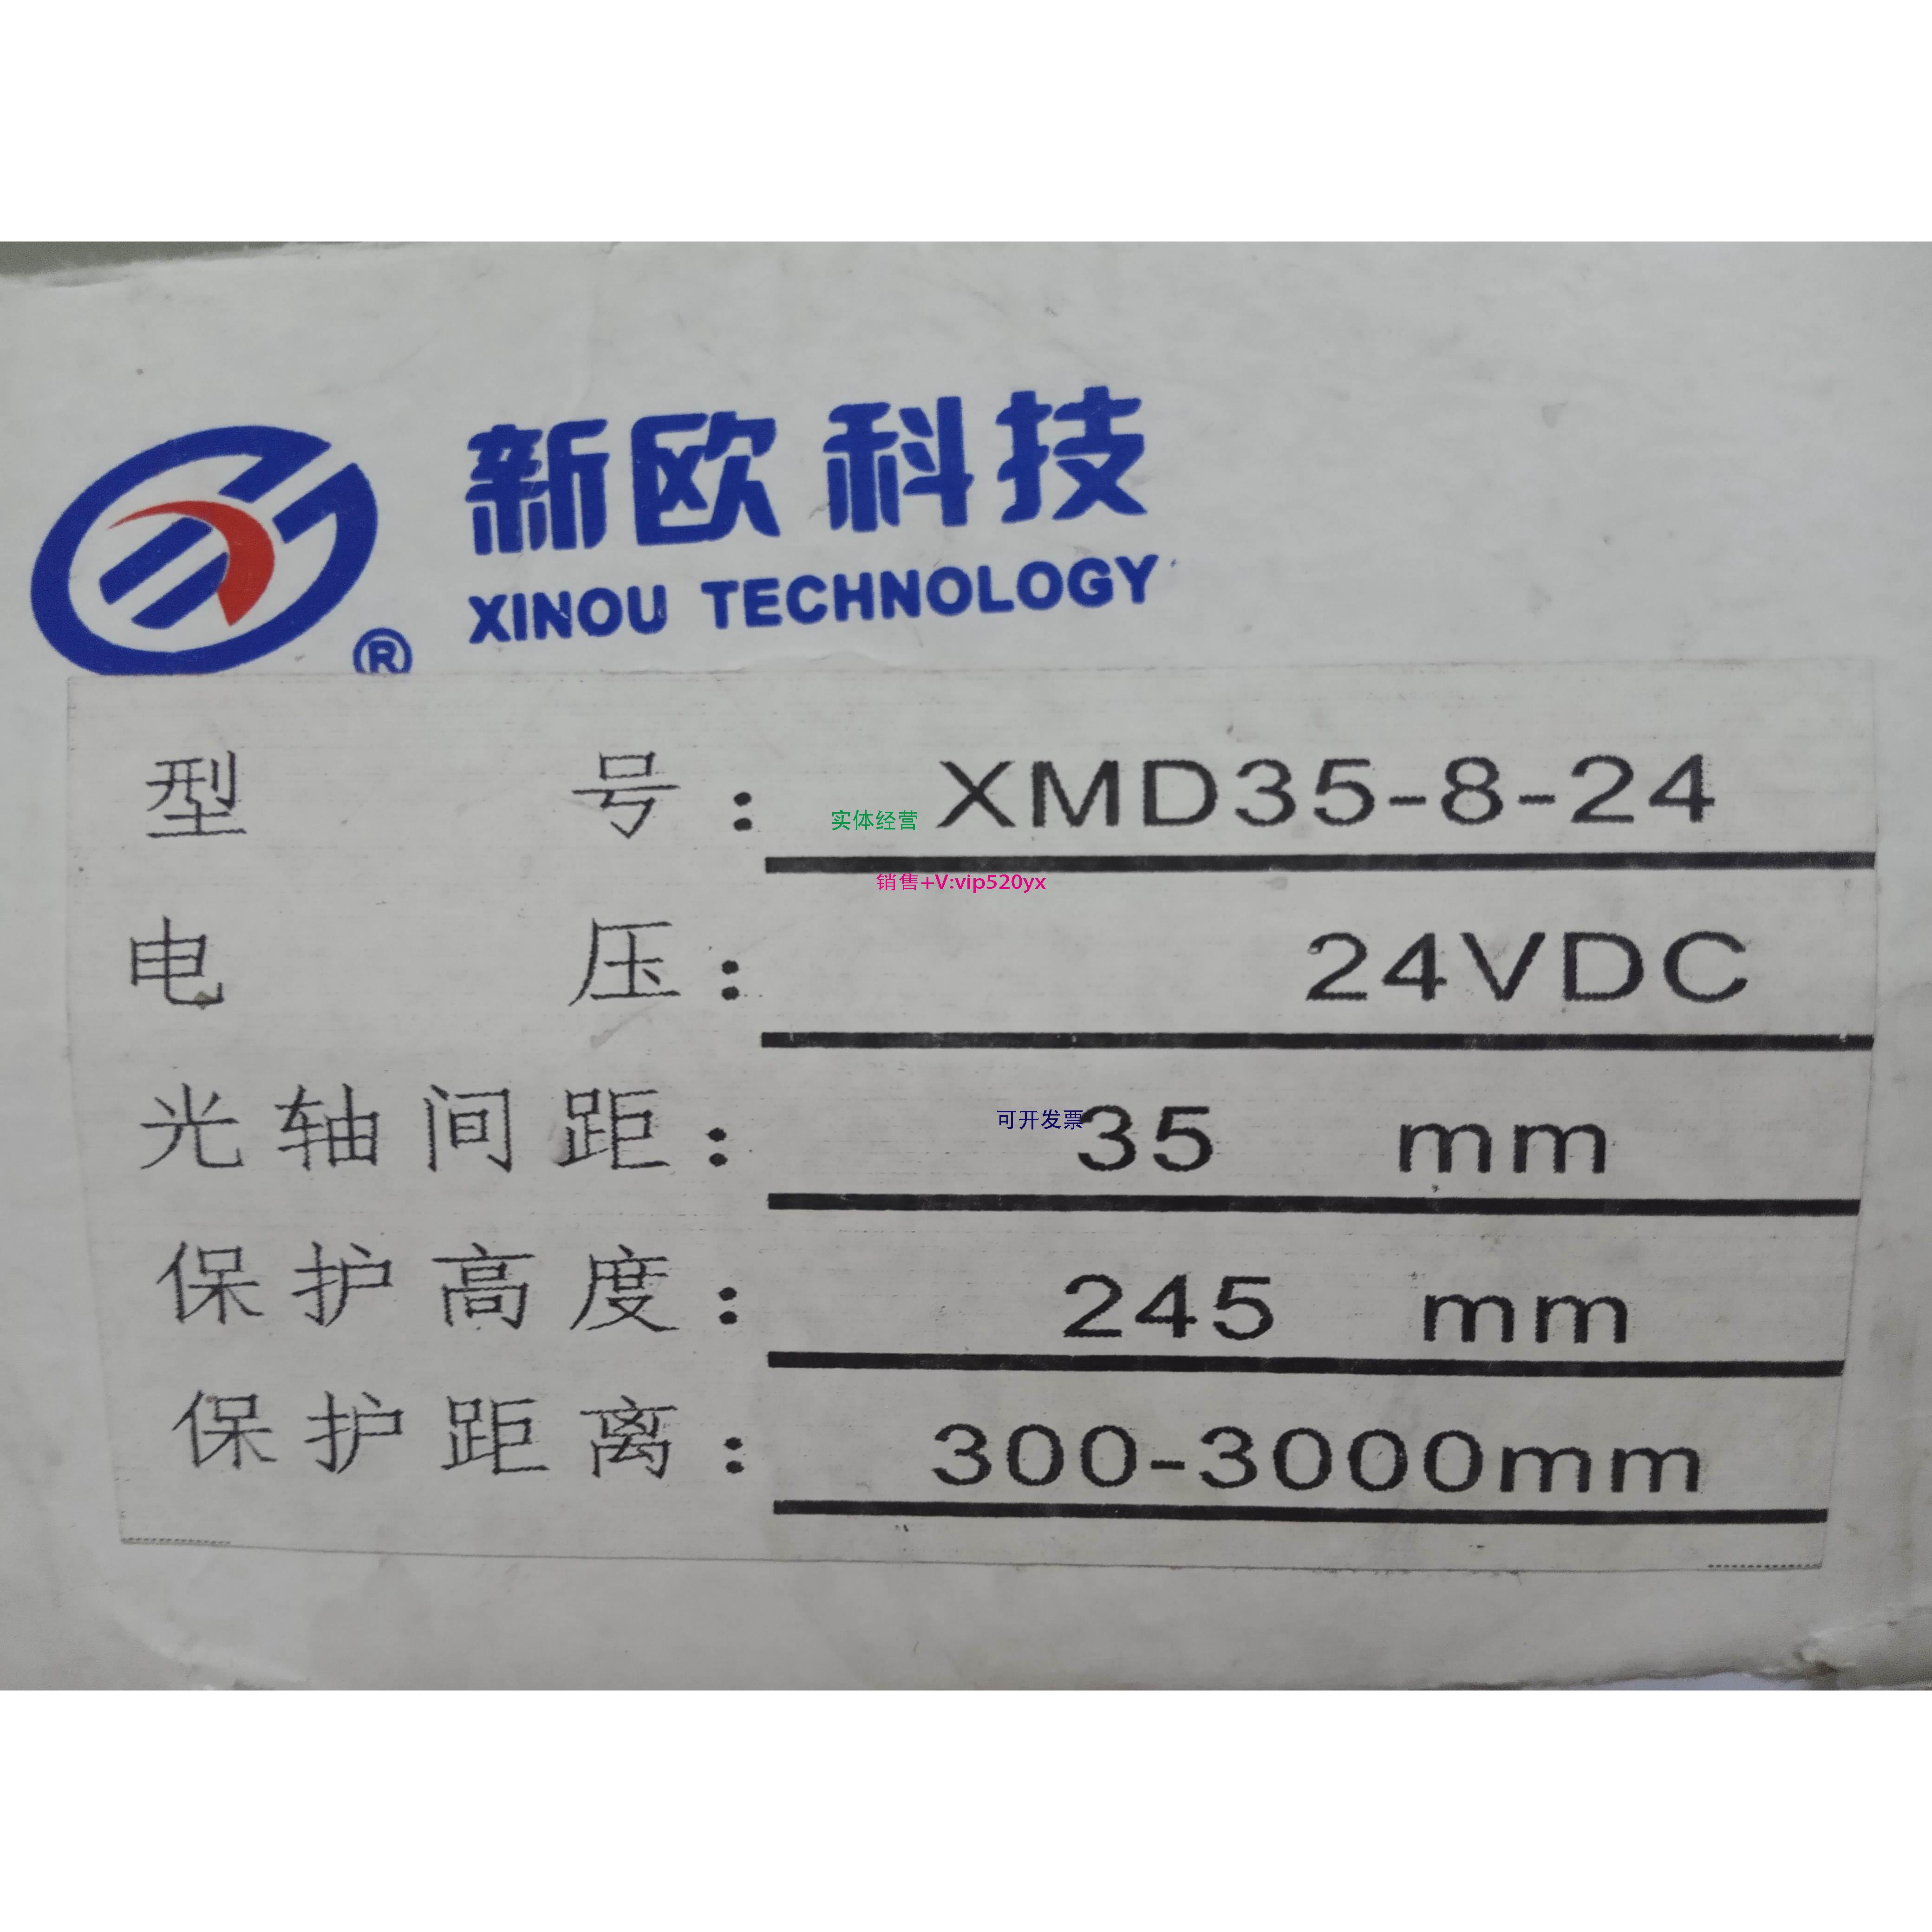 新欧科技
XINOU TECHNOLOGY
®
型号：XMD35-8-24
实体经营
销售+V:vip520yx
电压：24VDC
光轴间距：35 mm
可开发票
保护高度：245 mm
保护距离：300-3000mm